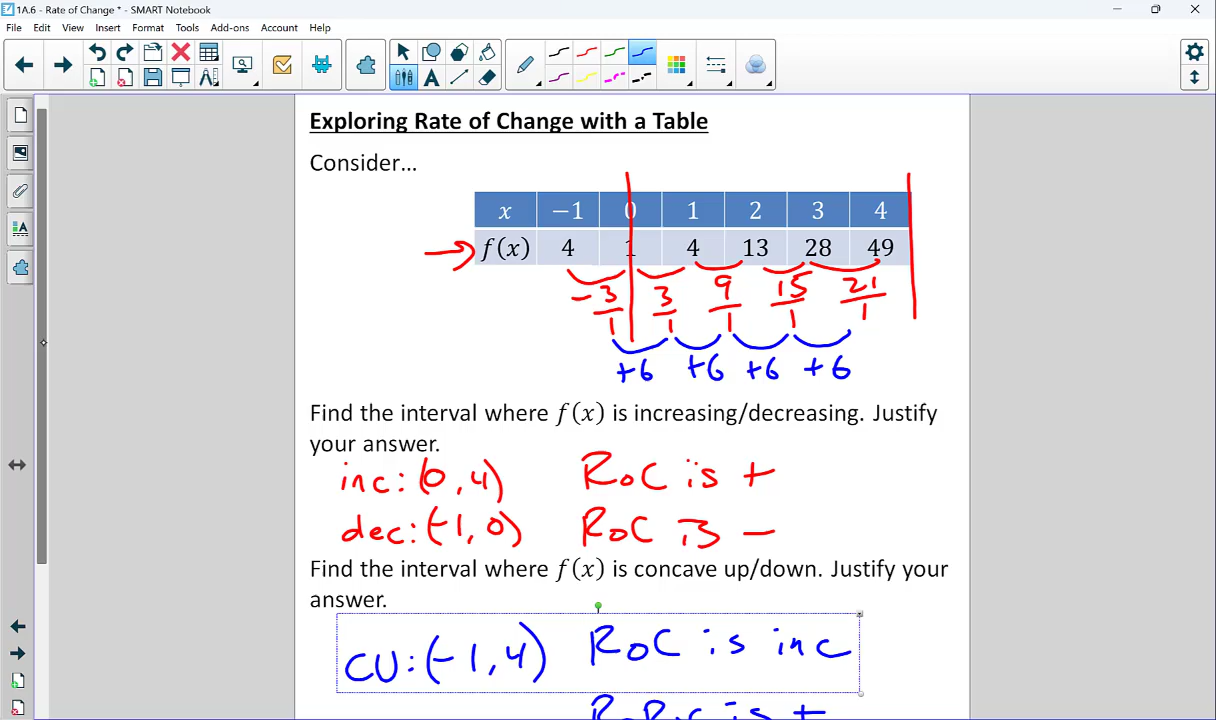 1A.6 - Rate of Change * - SMART Notebook
File Edit View Insert Format Tools Add-ons Account Help
Exploring Rate of Change with a Table
Consider...
x −1 0 1 2 3 4
f(x) 4 1 4 13 28 49
-3/1 3/1 9/1 15/1 21/1
+6 +6 +6 +6
Find the interval where f(x) is increasing/decreasing. Justify
your answer.
inc: (0,4) RoC is +
dec: (-1,0) RoC is -
Find the interval where f(x) is concave up/down. Justify your
answer.
CU: (-1,4) RoC is inc
RoRoC is +